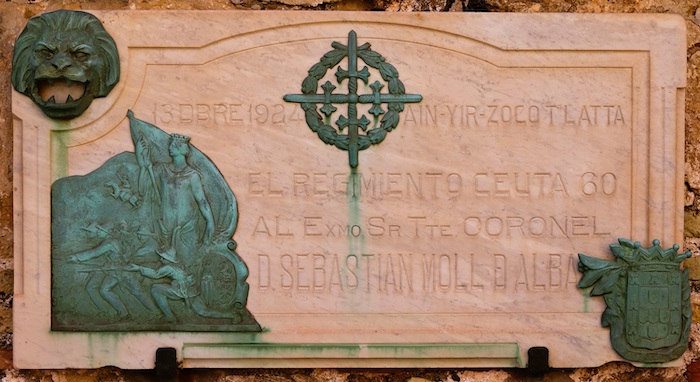 13 DBRE 1924 AIN-YIR-ZOCO T'LATTA
EL REGIMIENTO CEUTA 60
AL EXMO SR TTE. CORONEL
D. SEBASTIAN MOLL D ALBA